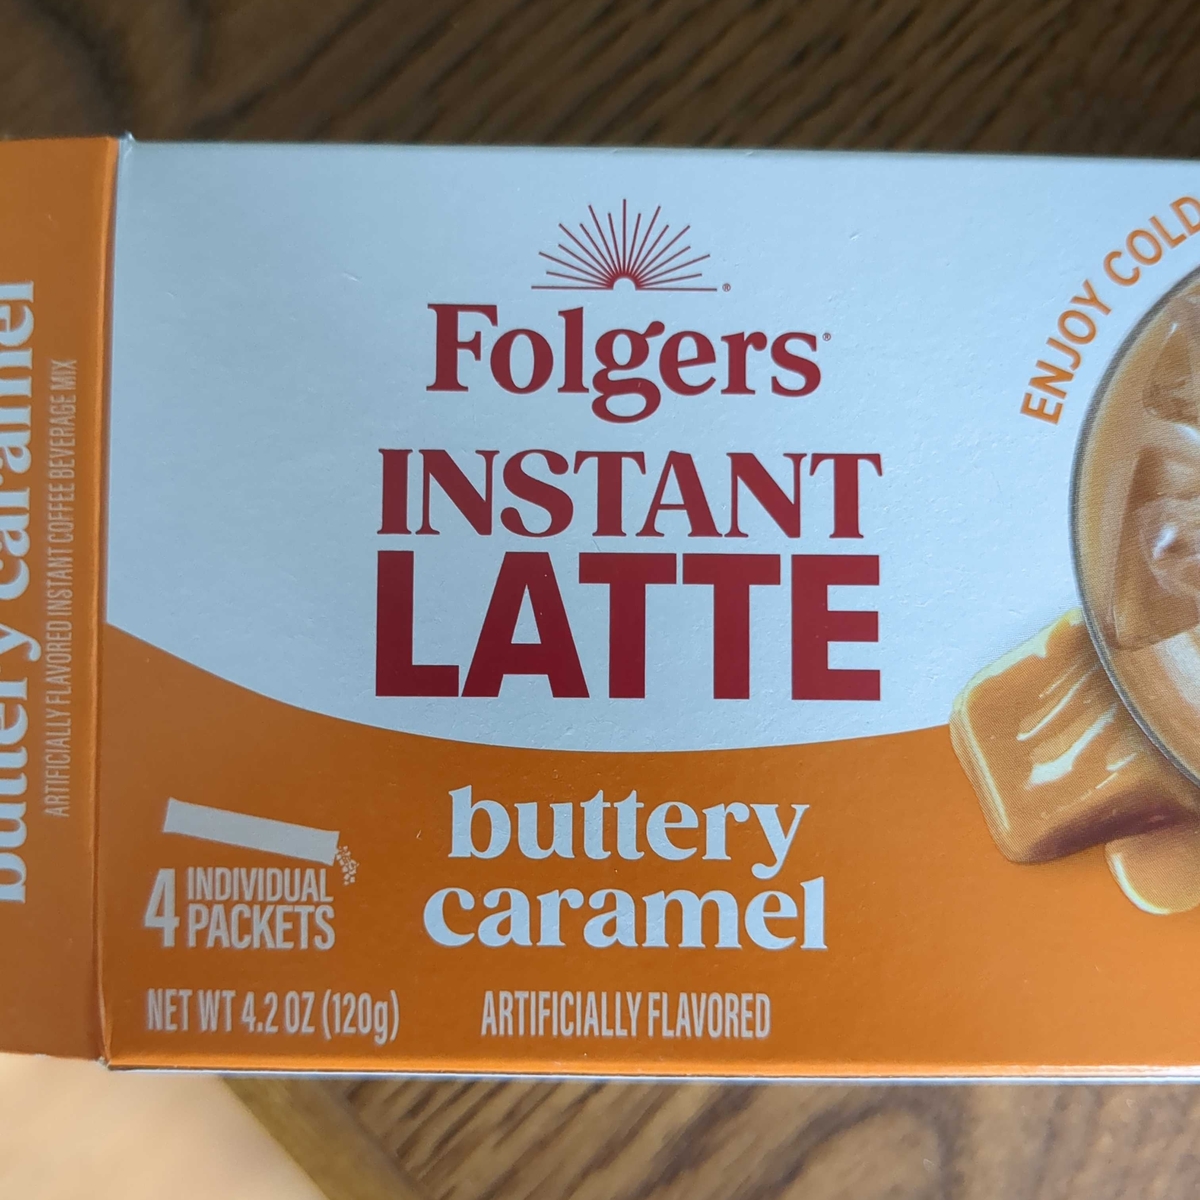 Folgers®
INSTANT
LATTE
buttery
caramel
4 INDIVIDUAL
PACKETS
NET WT 4.2 OZ (120g)
ARTIFICIALLY FLAVORED
ENJOY COLD
buttery caramel
ARTIFICIALLY FLAVORED INSTANT COFFEE BEVERAGE MIX